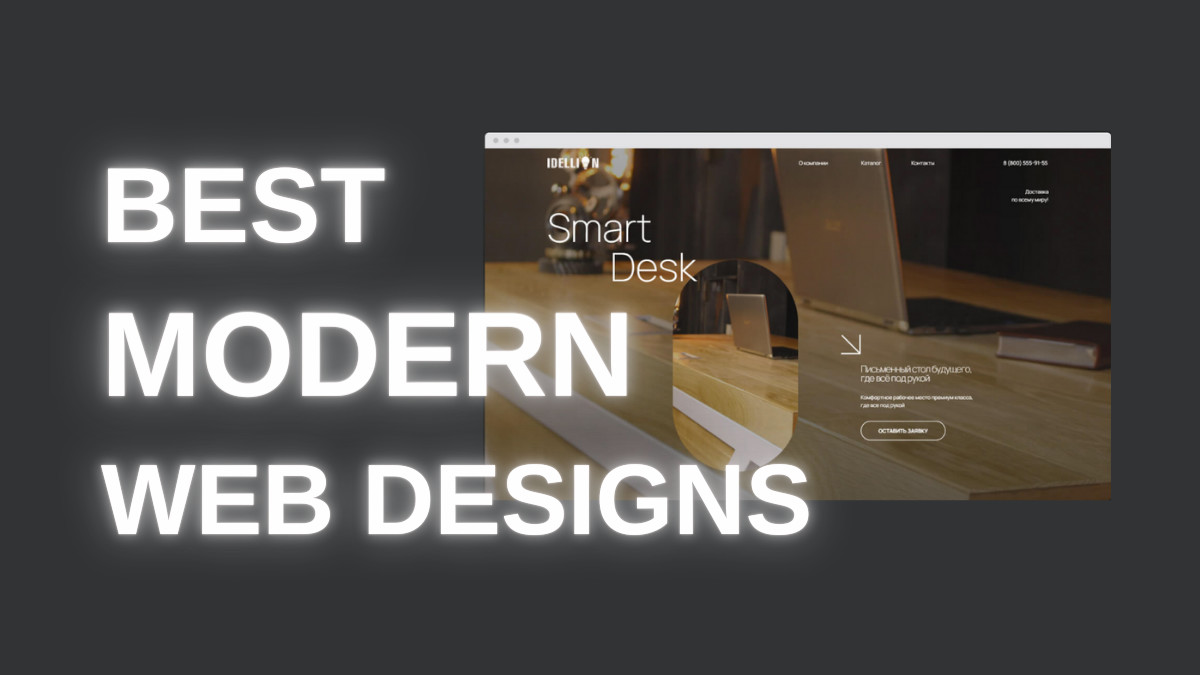 BEST
MODERN
WEB DESIGNS
IDELLION
О компании
Каталог
Контакты
8 (800) 555-91-55
Доставка
по всему миру!
Smart
Desk
Письменный стол будущего,
где всё под рукой
Комфортное рабочее место премиум класса,
где все под рукой
ОСТАВИТЬ ЗАЯВКУ